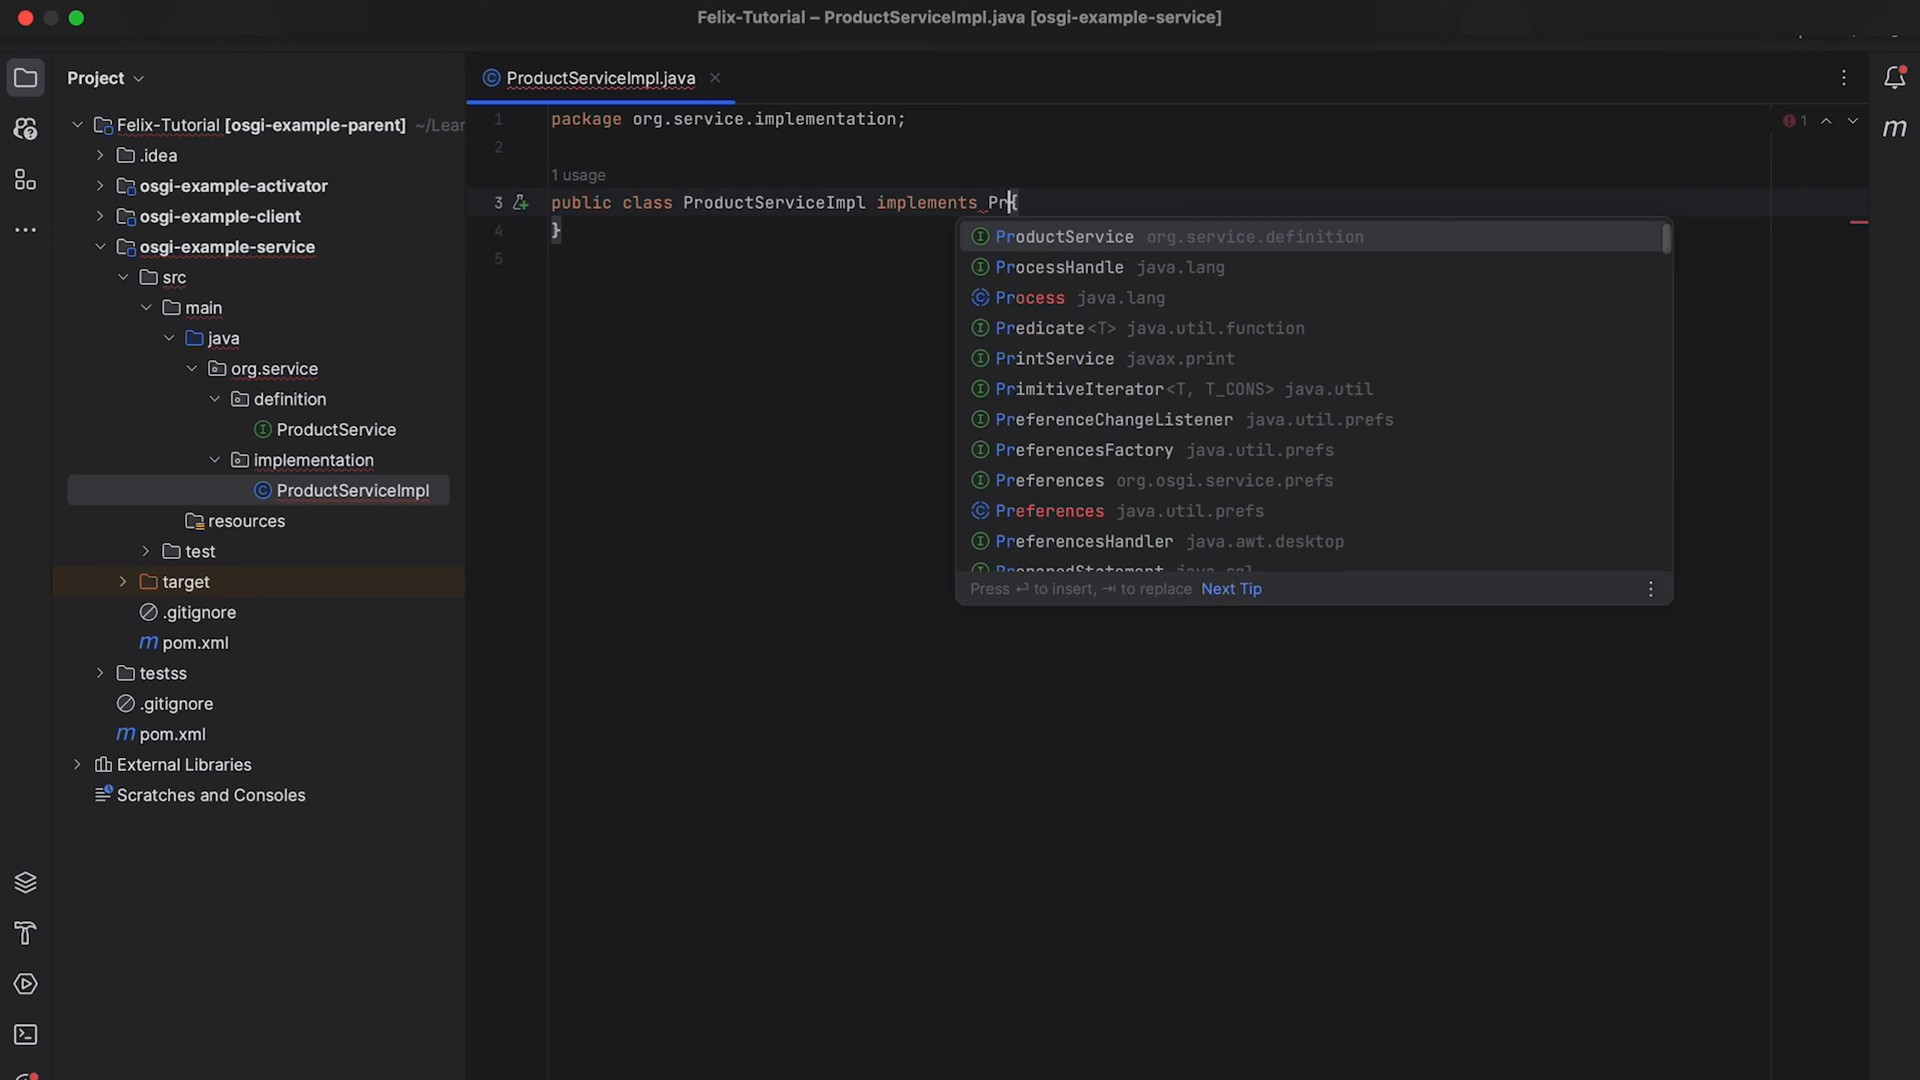 Felix-Tutorial – ProductServiceImpl.java [osgi-example-service]
Project
ProductServiceImpl.java
Felix-Tutorial [osgi-example-parent] ~/Lear
.idea
osgi-example-activator
osgi-example-client
osgi-example-service
src
main
java
org.service
definition
ProductService
implementation
ProductServiceImpl
resources
test
target
.gitignore
m pom.xml
testss
.gitignore
m pom.xml
External Libraries
Scratches and Consoles
1 package org.service.implementation;
2
1 usage
3 public class ProductServiceImpl implements Pr{
4 }
5
1
m
ProductService org.service.definition
ProcessHandle java.lang
Process java.lang
Predicate<T> java.util.function
PrintService javax.print
PrimitiveIterator<T, T_CONS> java.util
PreferenceChangeListener java.util.prefs
PreferencesFactory java.util.prefs
Preferences org.osgi.service.prefs
Preferences java.util.prefs
PreferencesHandler java.awt.desktop
PreparedStatement java.sql
Press ⏎ to insert, ⇥ to replace Next Tip